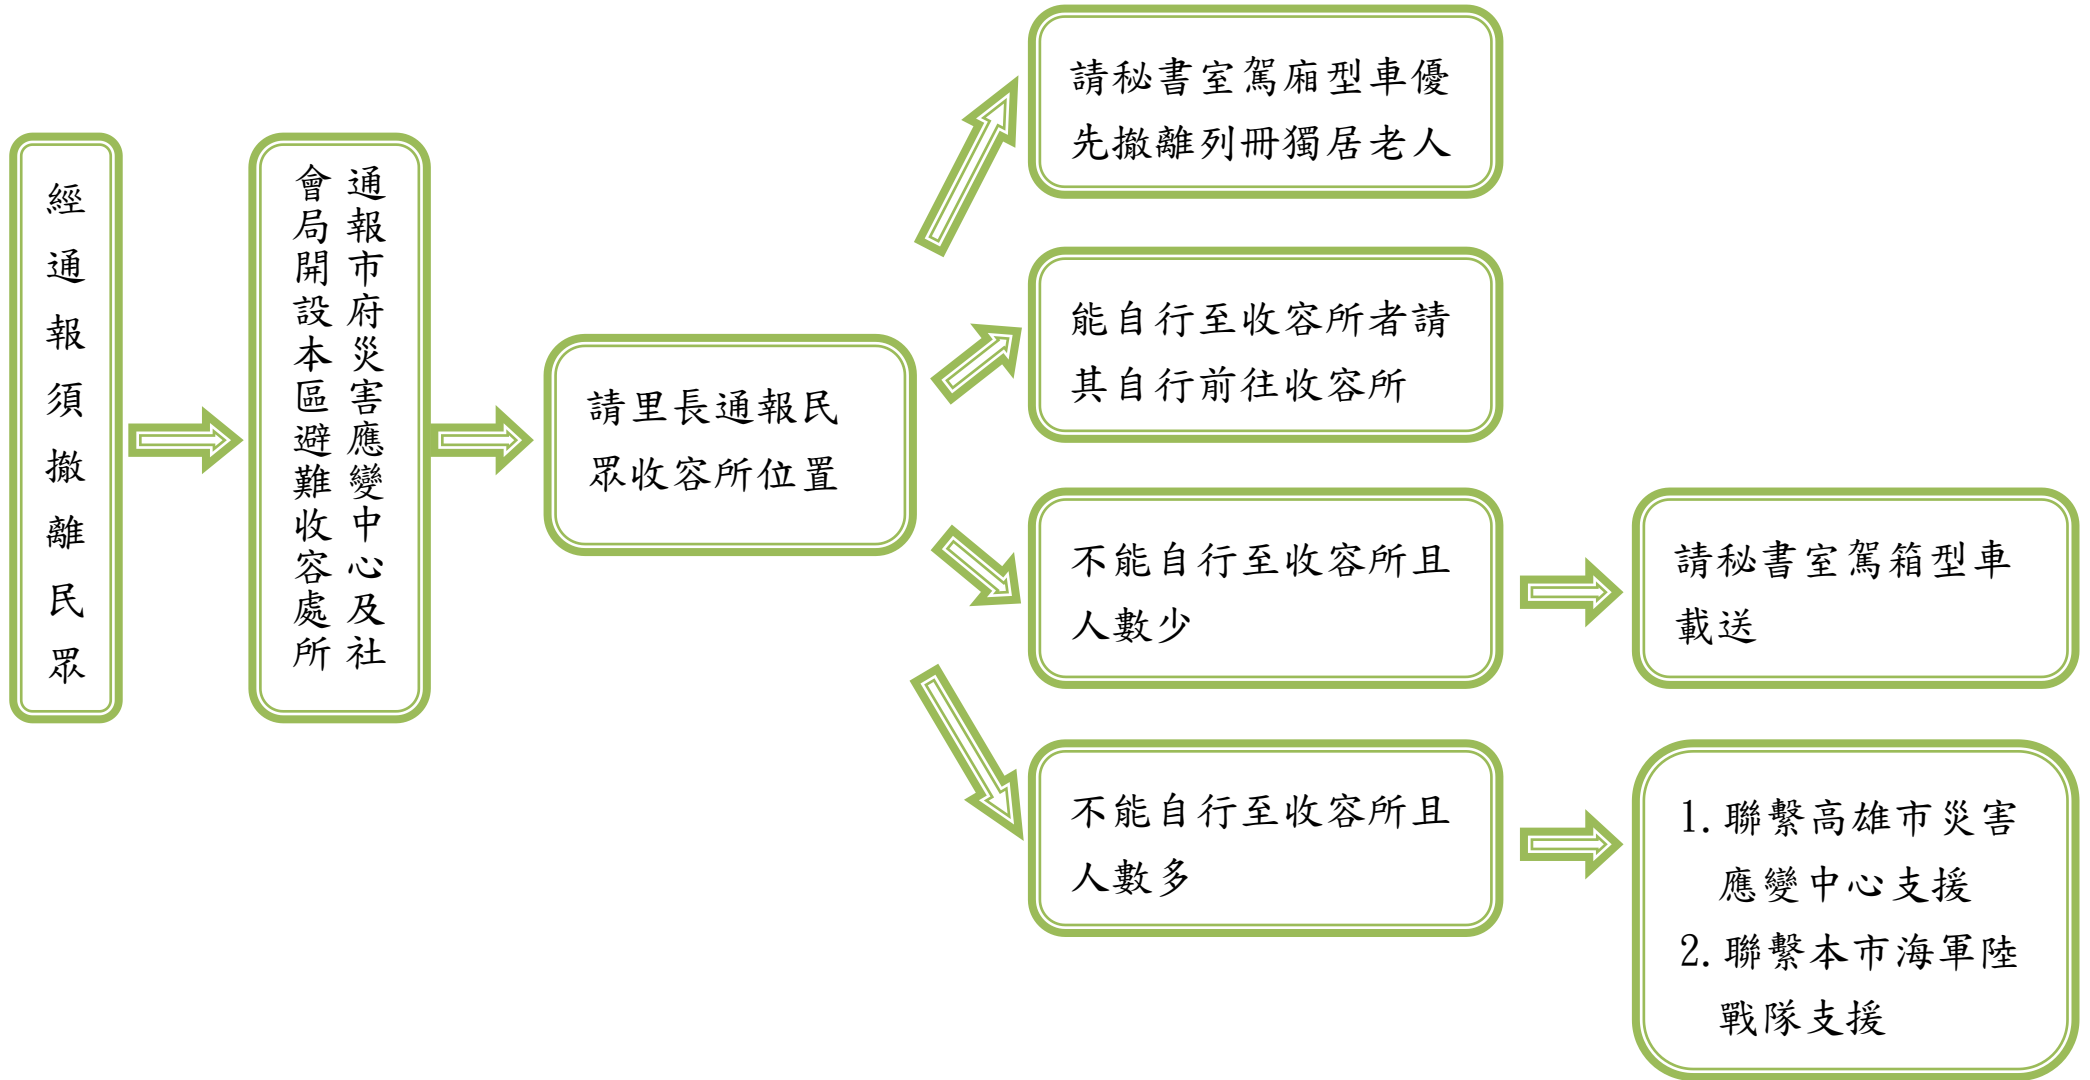 經通報須撤離民眾
通報市府災害應變中心及社
會局開設本區避難收容處所
請里長通報民
眾收容所位置
請秘書室駕廂型車優
先撤離列冊獨居老人
能自行至收容所者請
其自行前往收容所
不能自行至收容所且
人數少
請秘書室駕箱型車
載送
不能自行至收容所且
人數多
1. 聯繫高雄市災害
應變中心支援
2. 聯繫本市海軍陸
戰隊支援